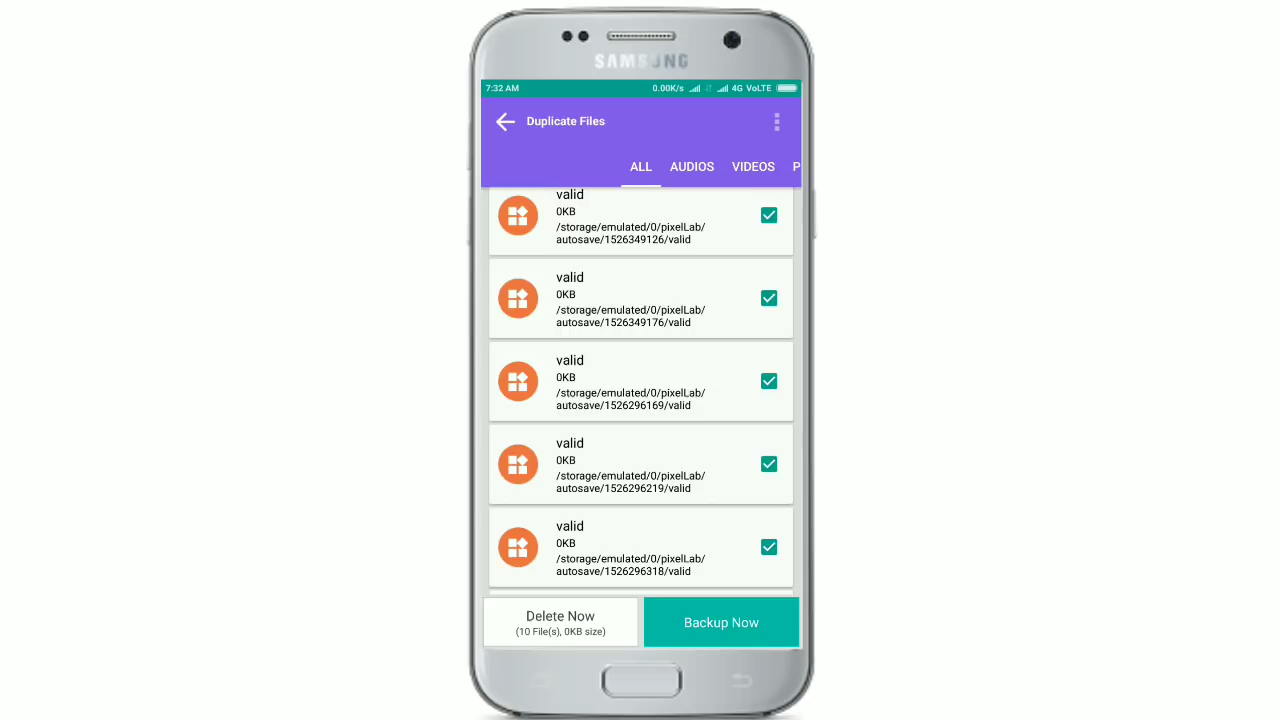 SAMSUNG
7:32 AM 0.00K/s 4G VoLTE
Duplicate Files
ALL AUDIOS VIDEOS P
valid
0KB
/storage/emulated/0/pixelLab/
autosave/1526349126/valid
valid
0KB
/storage/emulated/0/pixelLab/
autosave/1526349176/valid
valid
0KB
/storage/emulated/0/pixelLab/
autosave/1526296169/valid
valid
0KB
/storage/emulated/0/pixelLab/
autosave/1526296219/valid
valid
0KB
/storage/emulated/0/pixelLab/
autosave/1526296318/valid
Delete Now
(10 File(s), 0KB size)
Backup Now